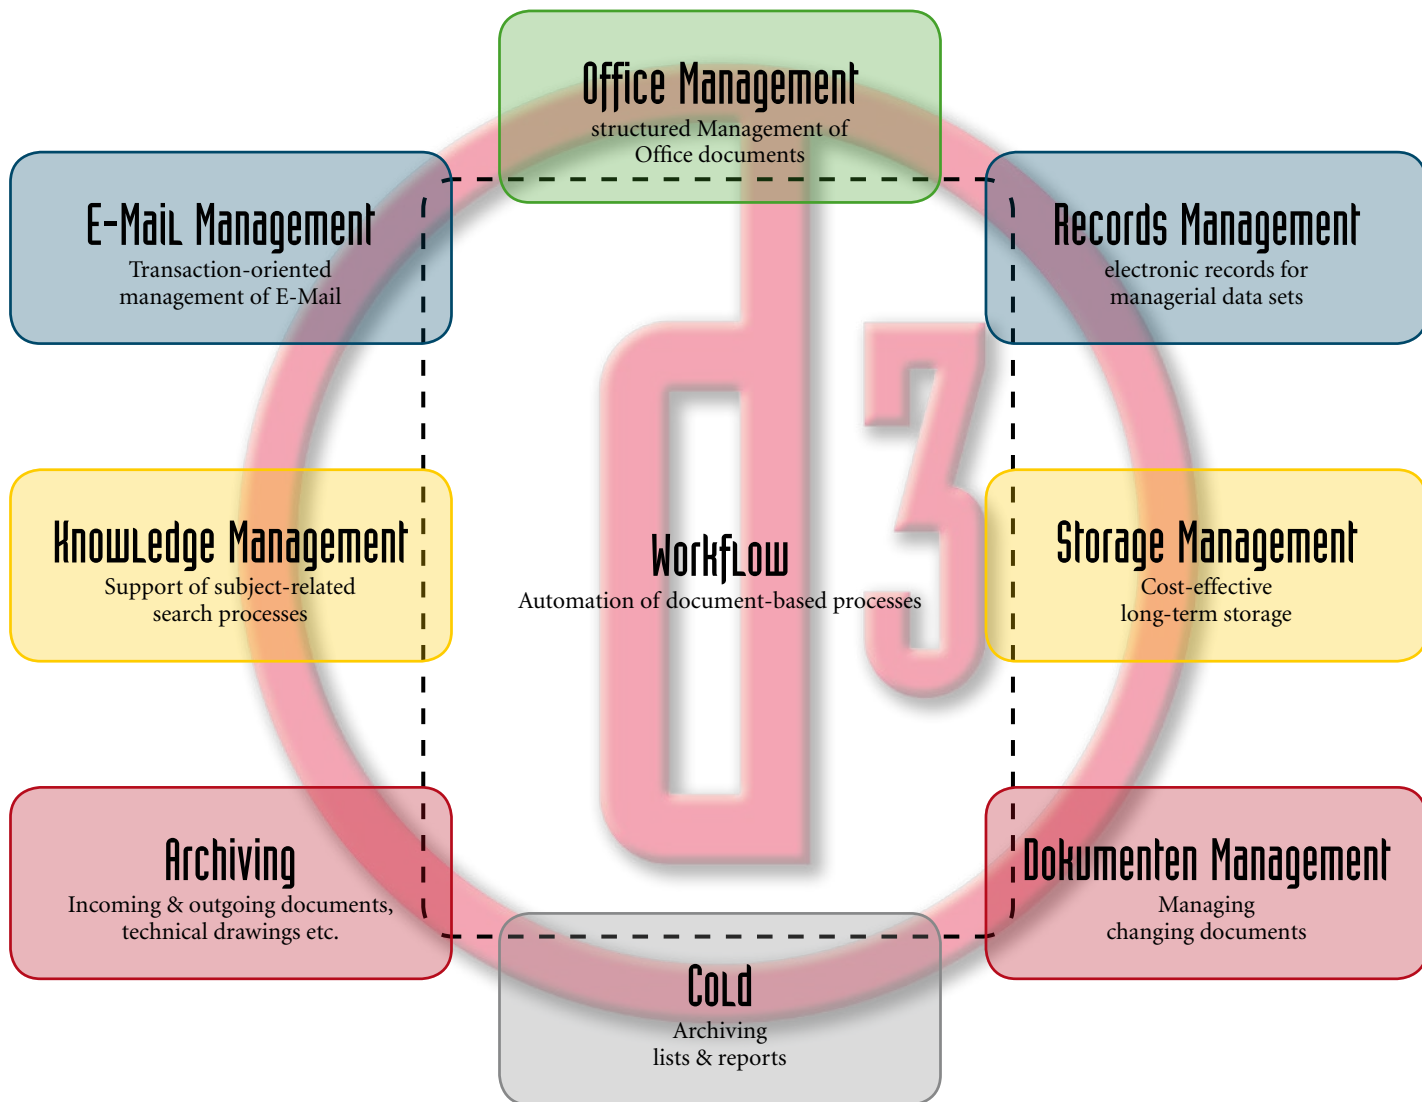 Office Management
structured Management of
Office documents
E-Mail Management
Transaction-oriented
management of E-Mail
Records Management
electronic records for
managerial data sets
d3
Knowledge Management
Support of subject-related
search processes
Workflow
Automation of document-based processes
Storage Management
Cost-effective
long-term storage
Archiving
Incoming & outgoing documents,
technical drawings etc.
Dokumenten Management
Managing
changing documents
Cold
Archiving
lists & reports